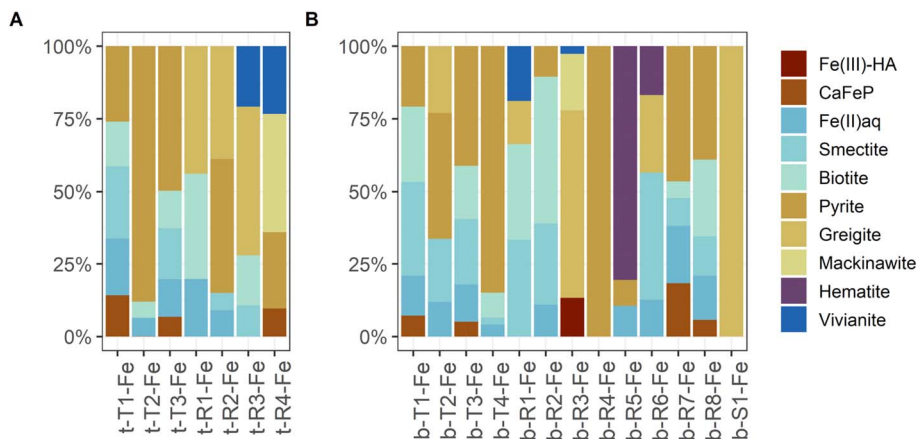 A
B
100%
75%
50%
25%
0%
t-T1-Fe
t-T2-Fe
t-T3-Fe
t-R1-Fe
t-R2-Fe
t-R3-Fe
t-R4-Fe
100%
75%
50%
25%
0%
b-T1-Fe
b-T2-Fe
b-T3-Fe
b-T4-Fe
b-R1-Fe
b-R2-Fe
b-R3-Fe
b-R4-Fe
b-R5-Fe
b-R6-Fe
b-R7-Fe
b-R8-Fe
b-S1-Fe
Fe(III)-HA
CaFeP
Fe(II)aq
Smectite
Biotite
Pyrite
Greigite
Mackinawite
Hematite
Vivianite